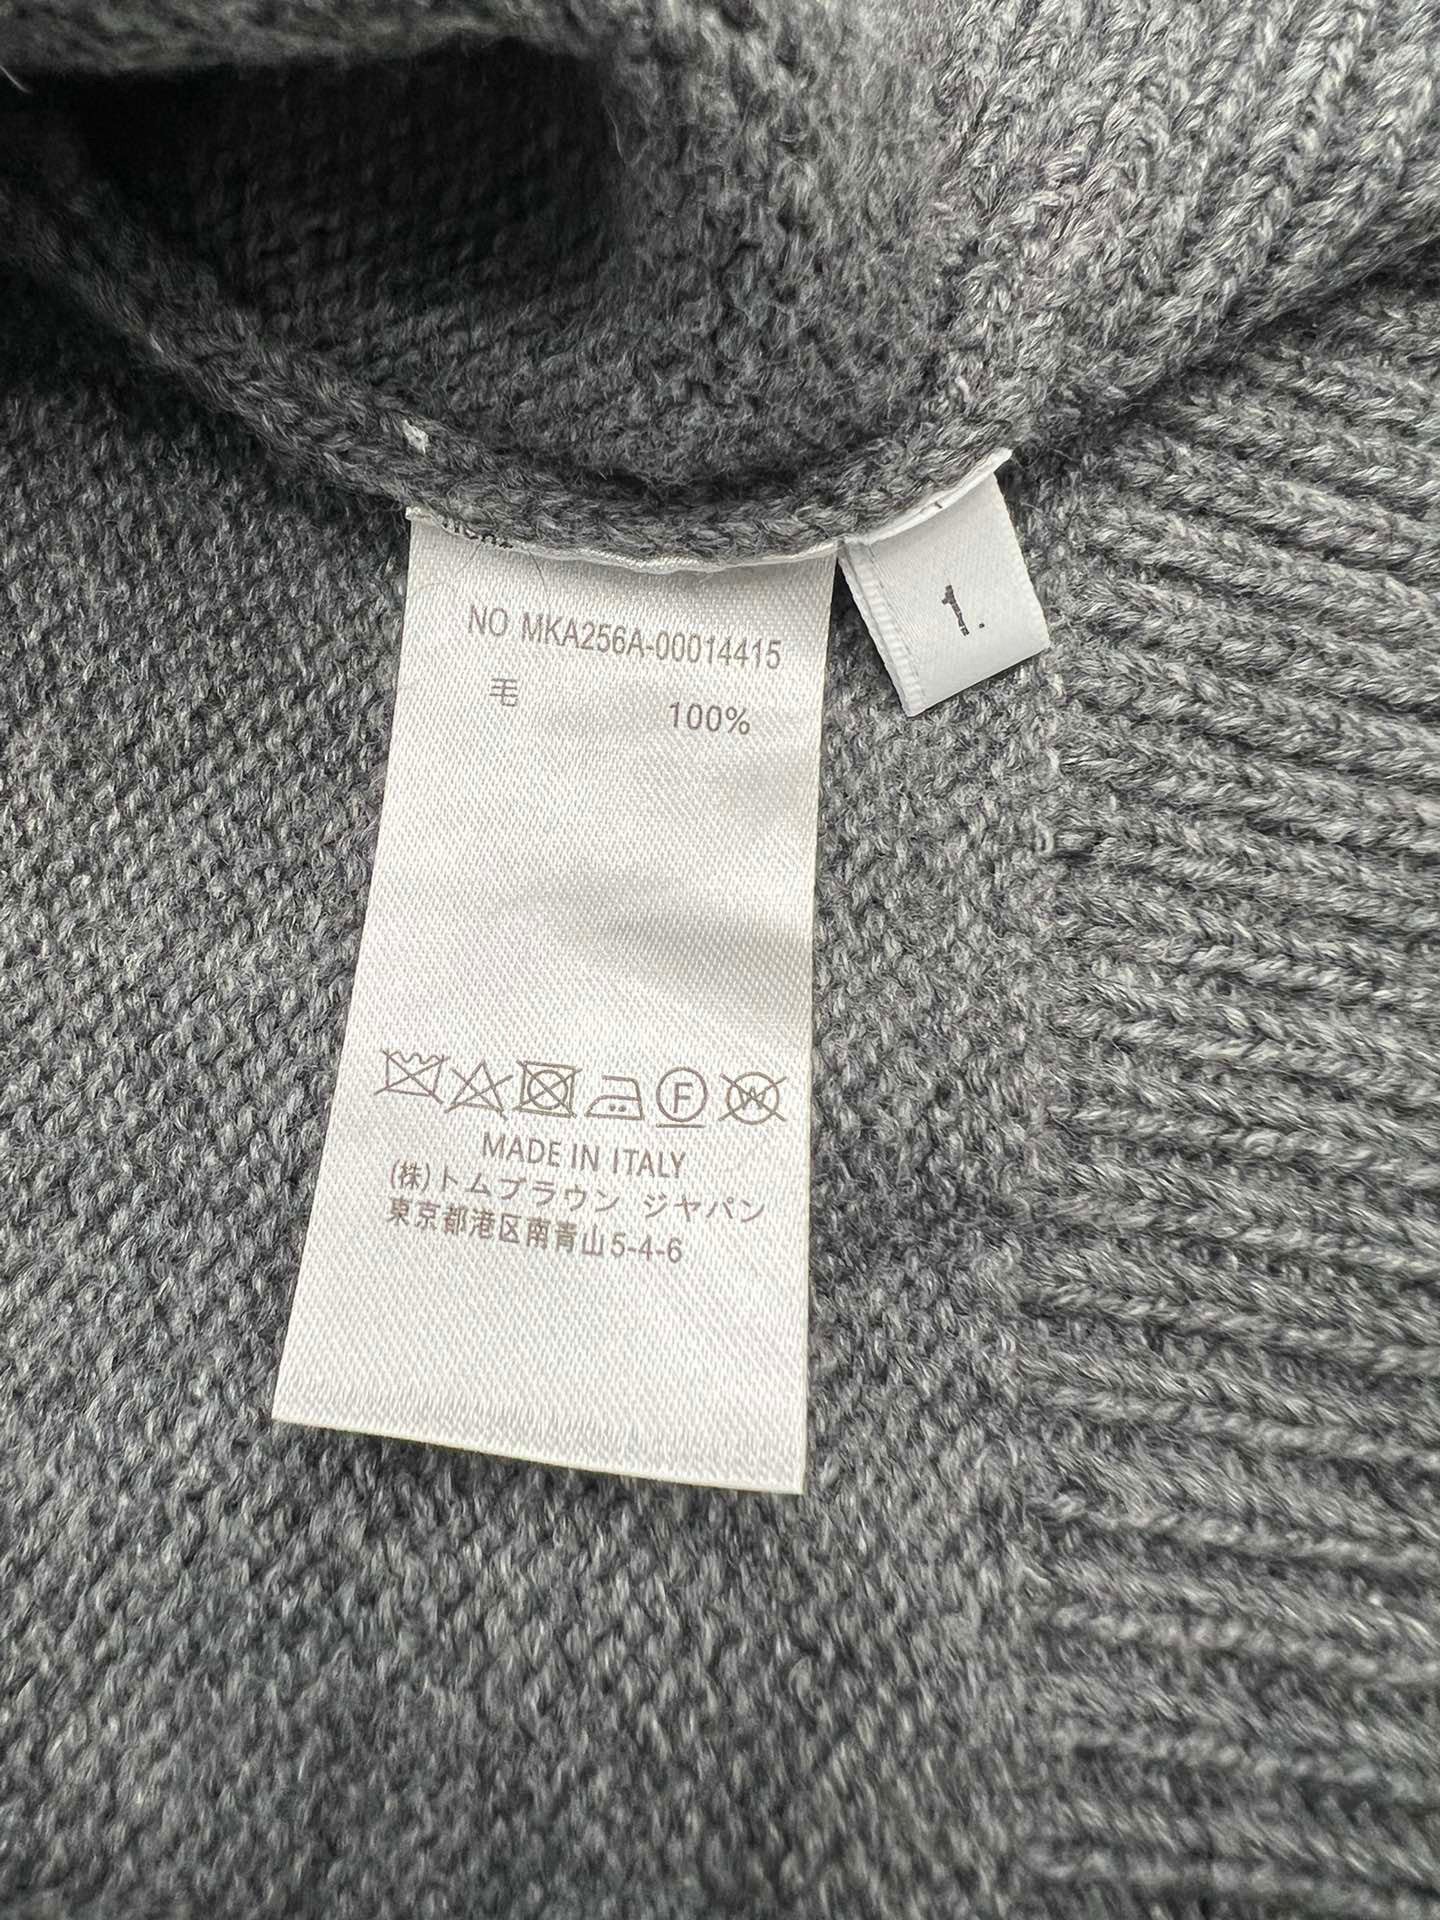 NO MKA256A-00014415
毛 100%
1.
F
W
MADE IN ITALY
(株)トムブラウン ジャパン
東京都港区南青山5-4-6